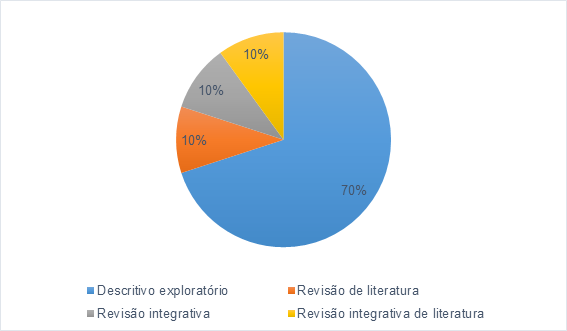 10%
10%
10%
70%
Descritivo exploratório
Revisão de literatura
Revisão integrativa
Revisão integrativa de literatura